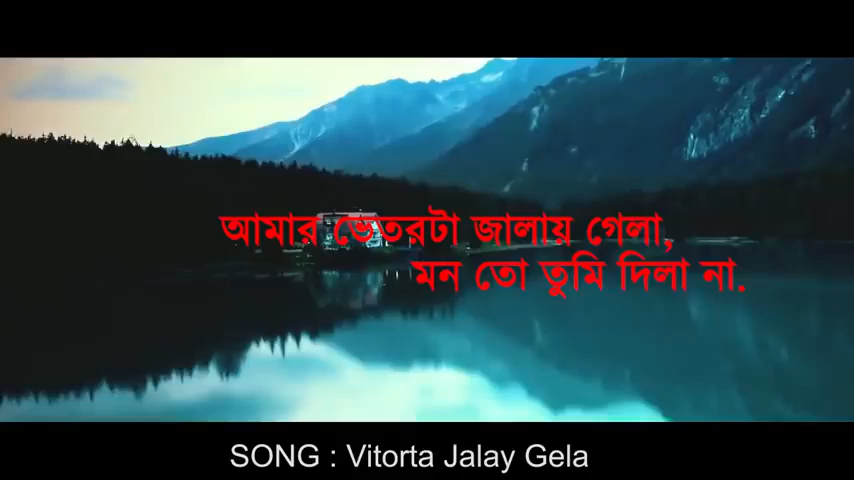 আমার ভেতরটা জালায় গেলা,
মন তো তুমি দিলা না.
SONG : Vitorta Jalay Gela